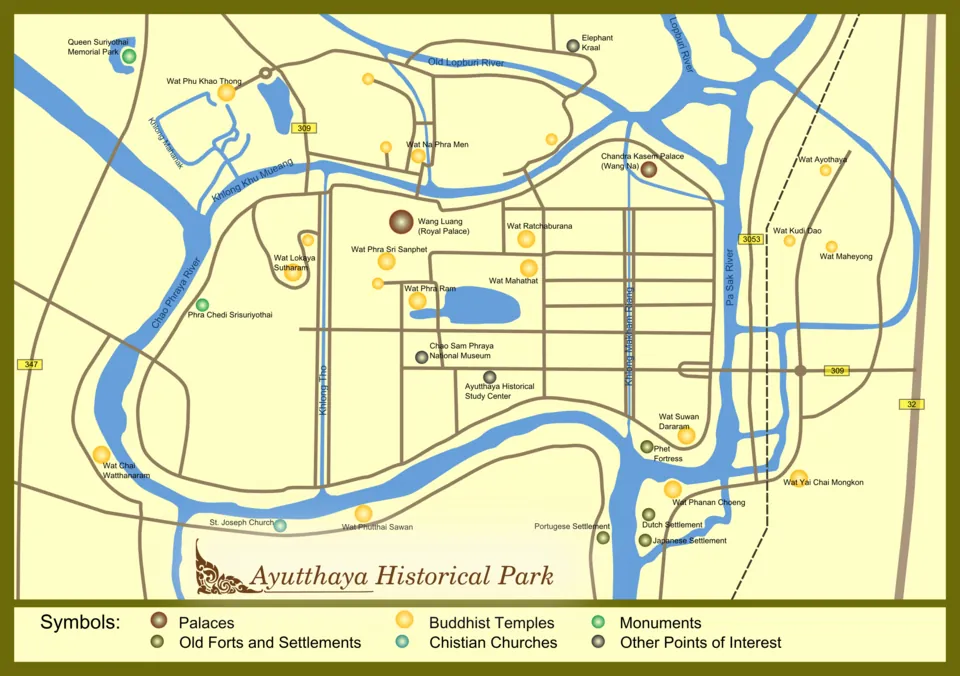 Queen Suriyothai
Memorial Park
Elephant
Kraal
Lopburi River
Old Lopburi River
Wat Phu Khao Thong
Khlong Mahanak
309
Wat Na Phra Men
Chandra Kasem Palace
(Wang Na)
Wat Ayothaya
Khlong Khu Mueang
Wang Luang
(Royal Palace)
Wat Ratchaburana
Wat Kudi Dao
3053
Wat Maheyong
Wat Lokaya
Sutharam
Wat Phra Sri Sanphet
Wat Mahathat
Pa Sak River
Chao Phraya River
Wat Phra Ram
Phra Chedi Srisuriyothai
Khlong Makham Riang
Chao Sam Phraya
National Museum
347
309
Khlong Tho
Ayutthaya Historical
Study Center
32
Wat Suwan
Dararam
Phet
Fortress
Wat Chai
Watthanaram
Wat Yai Chai Mongkon
Wat Phanan Choeng
St. Joseph Church
Wat Phutthai Sawan
Portugese Settlement
Dutch Settlement
Japanese Settlement
Ayutthaya Historical Park
Symbols:
Palaces
Buddhist Temples
Monuments
Old Forts and Settlements
Chistian Churches
Other Points of Interest